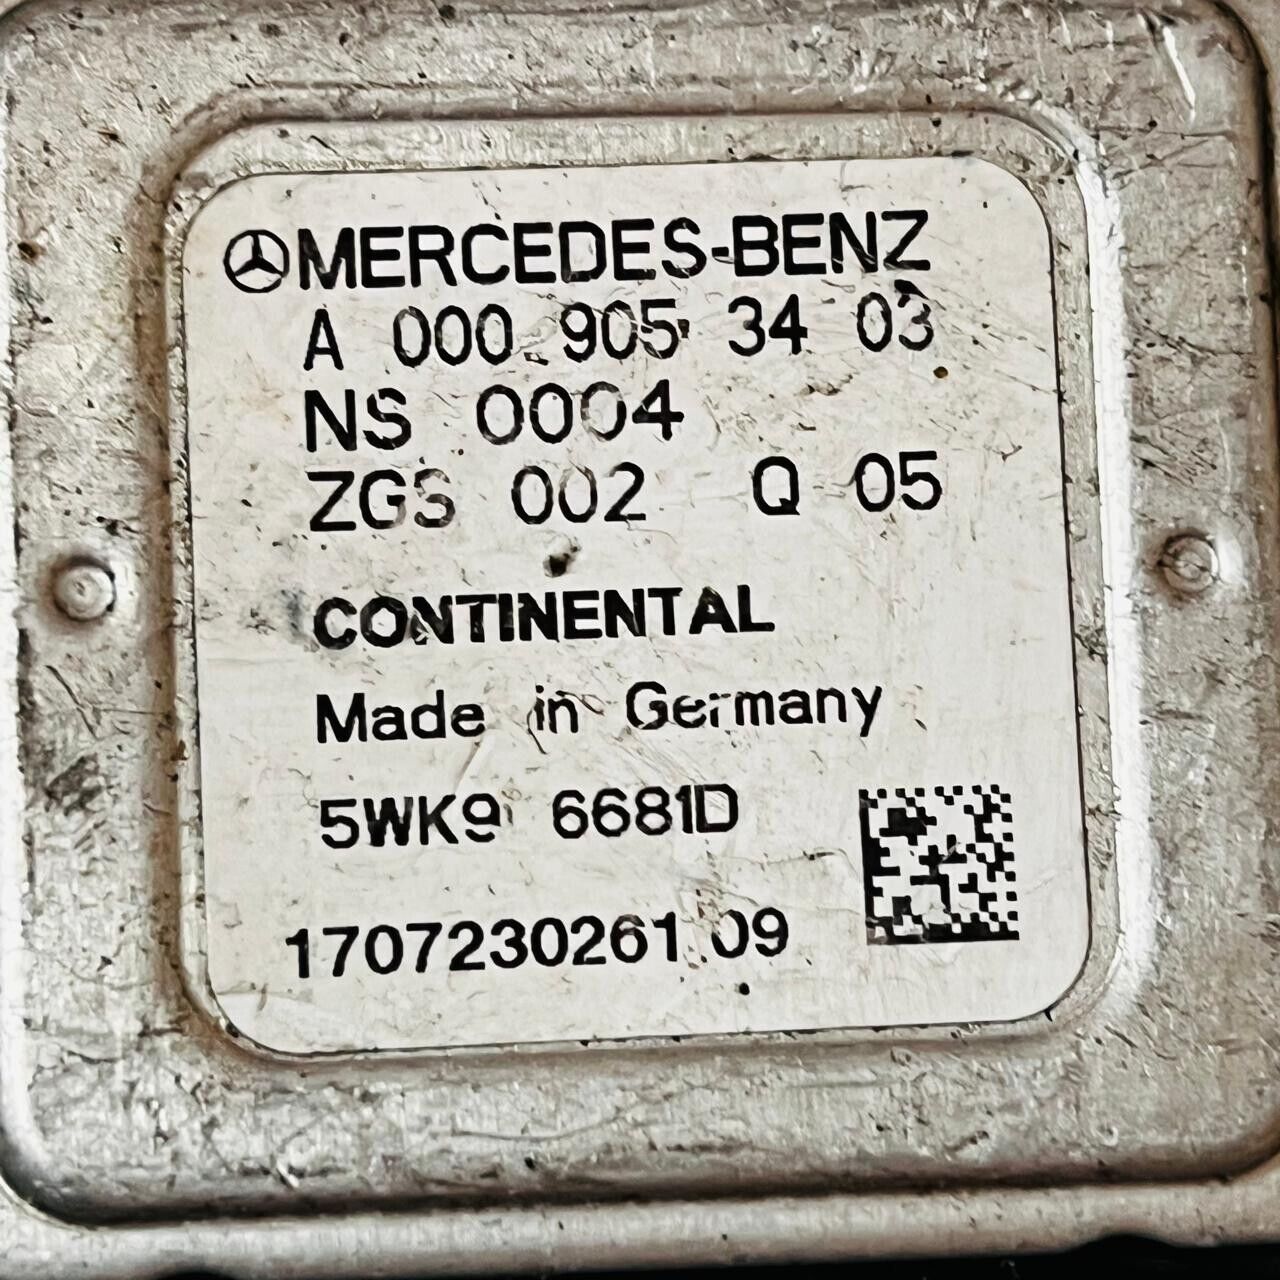 MERCEDES-BENZ
A 000 905 34 03
NS 0004
ZGS 002 Q 05
CONTINENTAL
Made in Germany
5WK9 6681D
1707230261 09